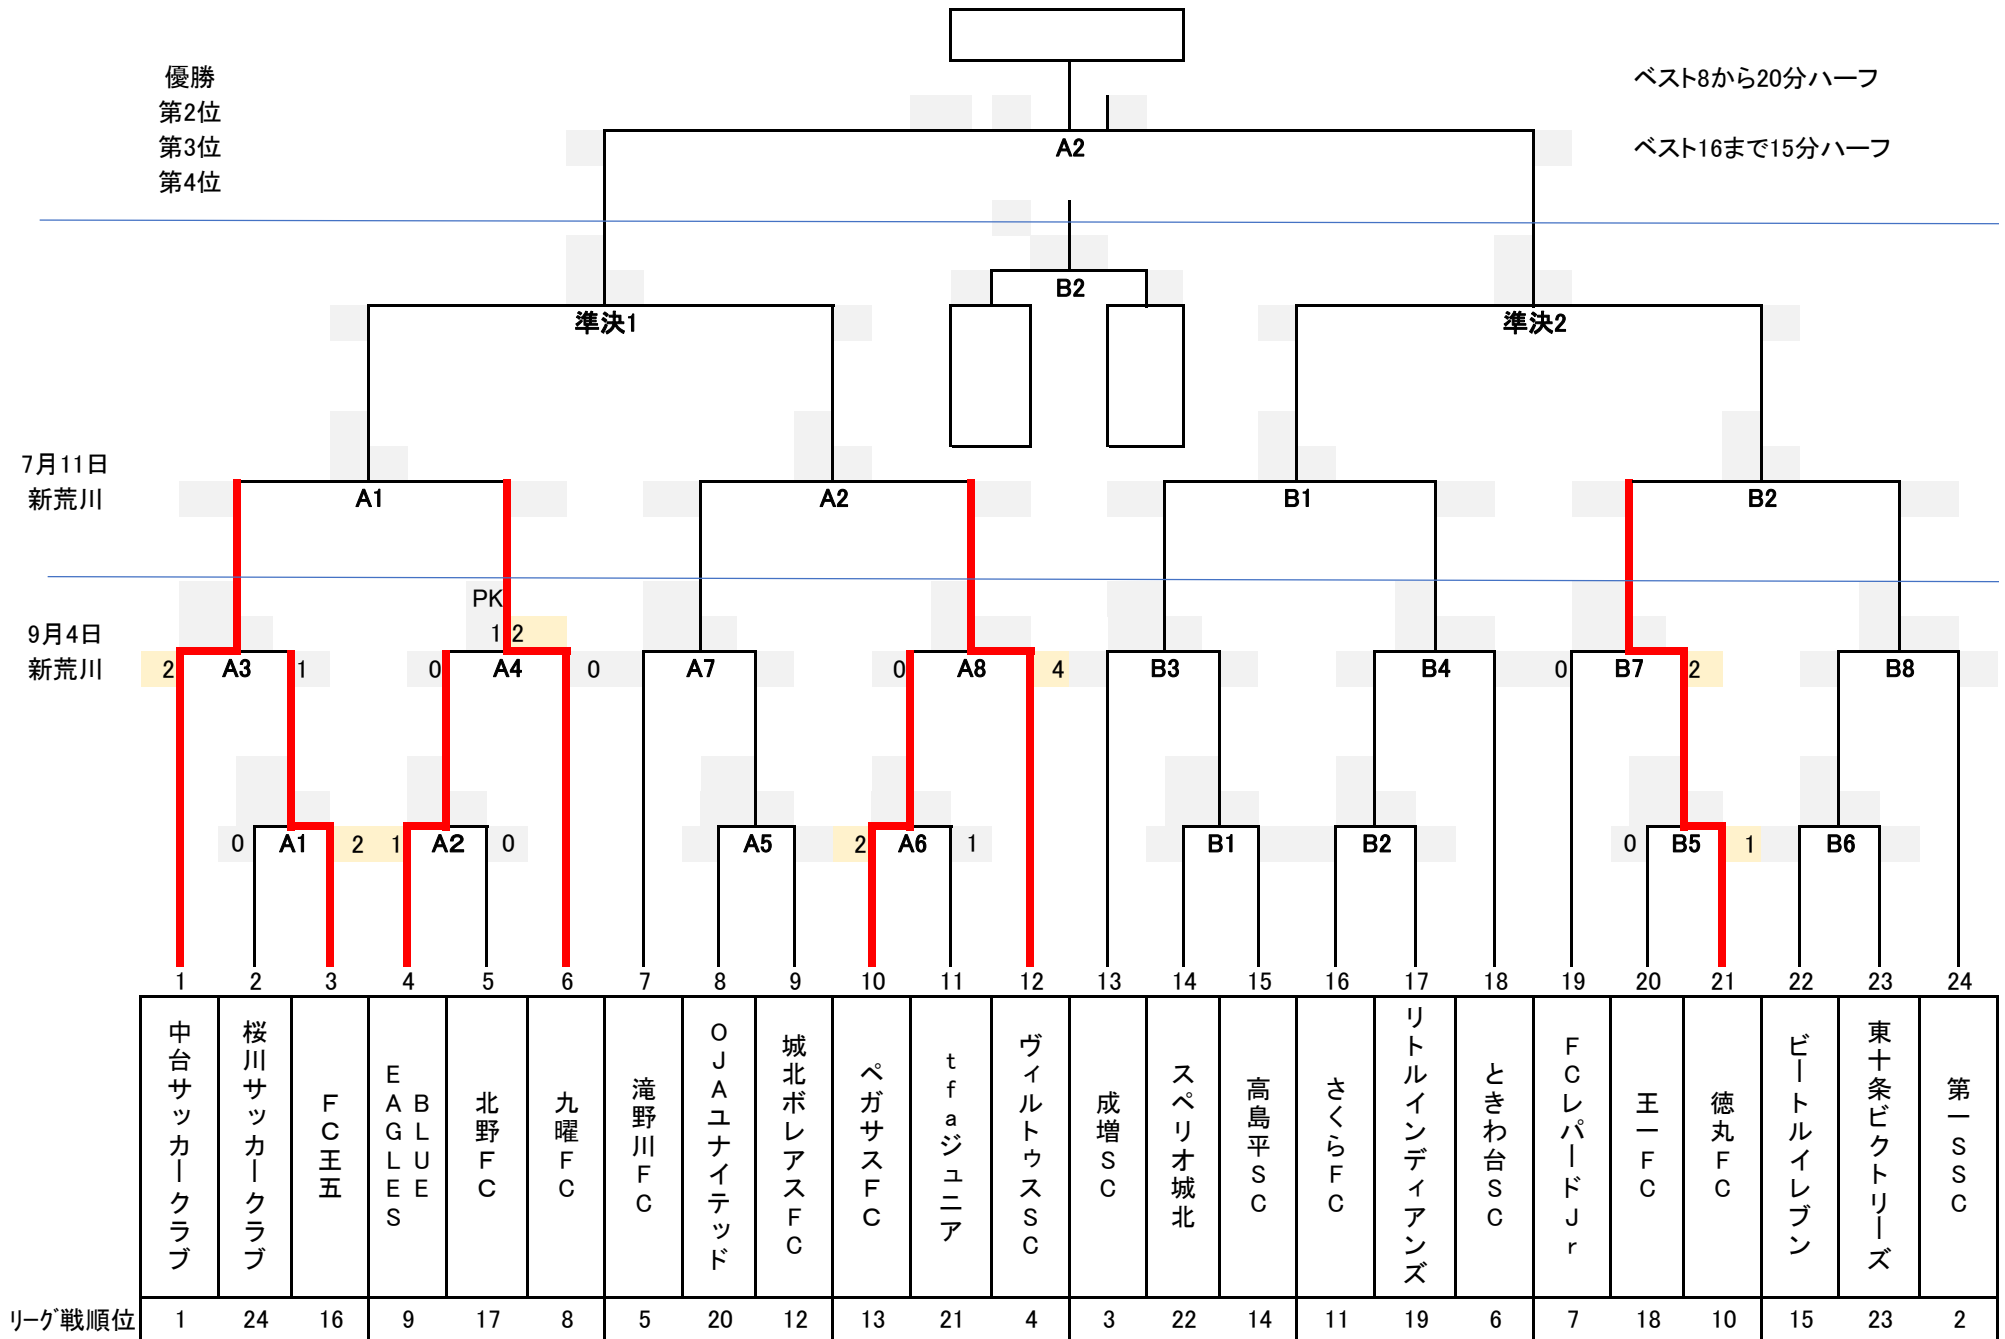 優勝
ベスト8から20分ハーフ
第2位
第3位
A2
ベスト16まで15分ハーフ
第4位
B2
準決1
準決2
7月11日
新荒川
A1
A2
B1
B2
PK
9月4日
1 2
新荒川
2 A3 1
0 A4 0
A7
0 A8 4
B3
B4
0 B7 2
B8
0 A1 2
1 A2 0
A5
2 A6 1
B1
B2
0 B5 1
B6
1 2 3 4 5 6 7 8 9 10 11 12 13 14 15 16 17 18 19 20 21 22 23 24
中台サッカークラブ
桜川サッカークラブ
FC王五
BLUE
EAGLES
北野FC
九曜FC
滝野川FC
OJAユナイテッド
城北ボレアスFC
ペガサスFC
tfaジュニア
ヴィルトゥスSC
成増SC
スペリオ城北
高島平SC
さくらFC
リトルインディアンズ
ときわ台SC
FCレパードJr
王一FC
徳丸FC
ビートルイレブン
東十条ビクトリーズ
第一SSC
リーグ戦順位 1 24 16 9 17 8 5 20 12 13 21 4 3 22 14 11 19 6 7 18 10 15 23 2